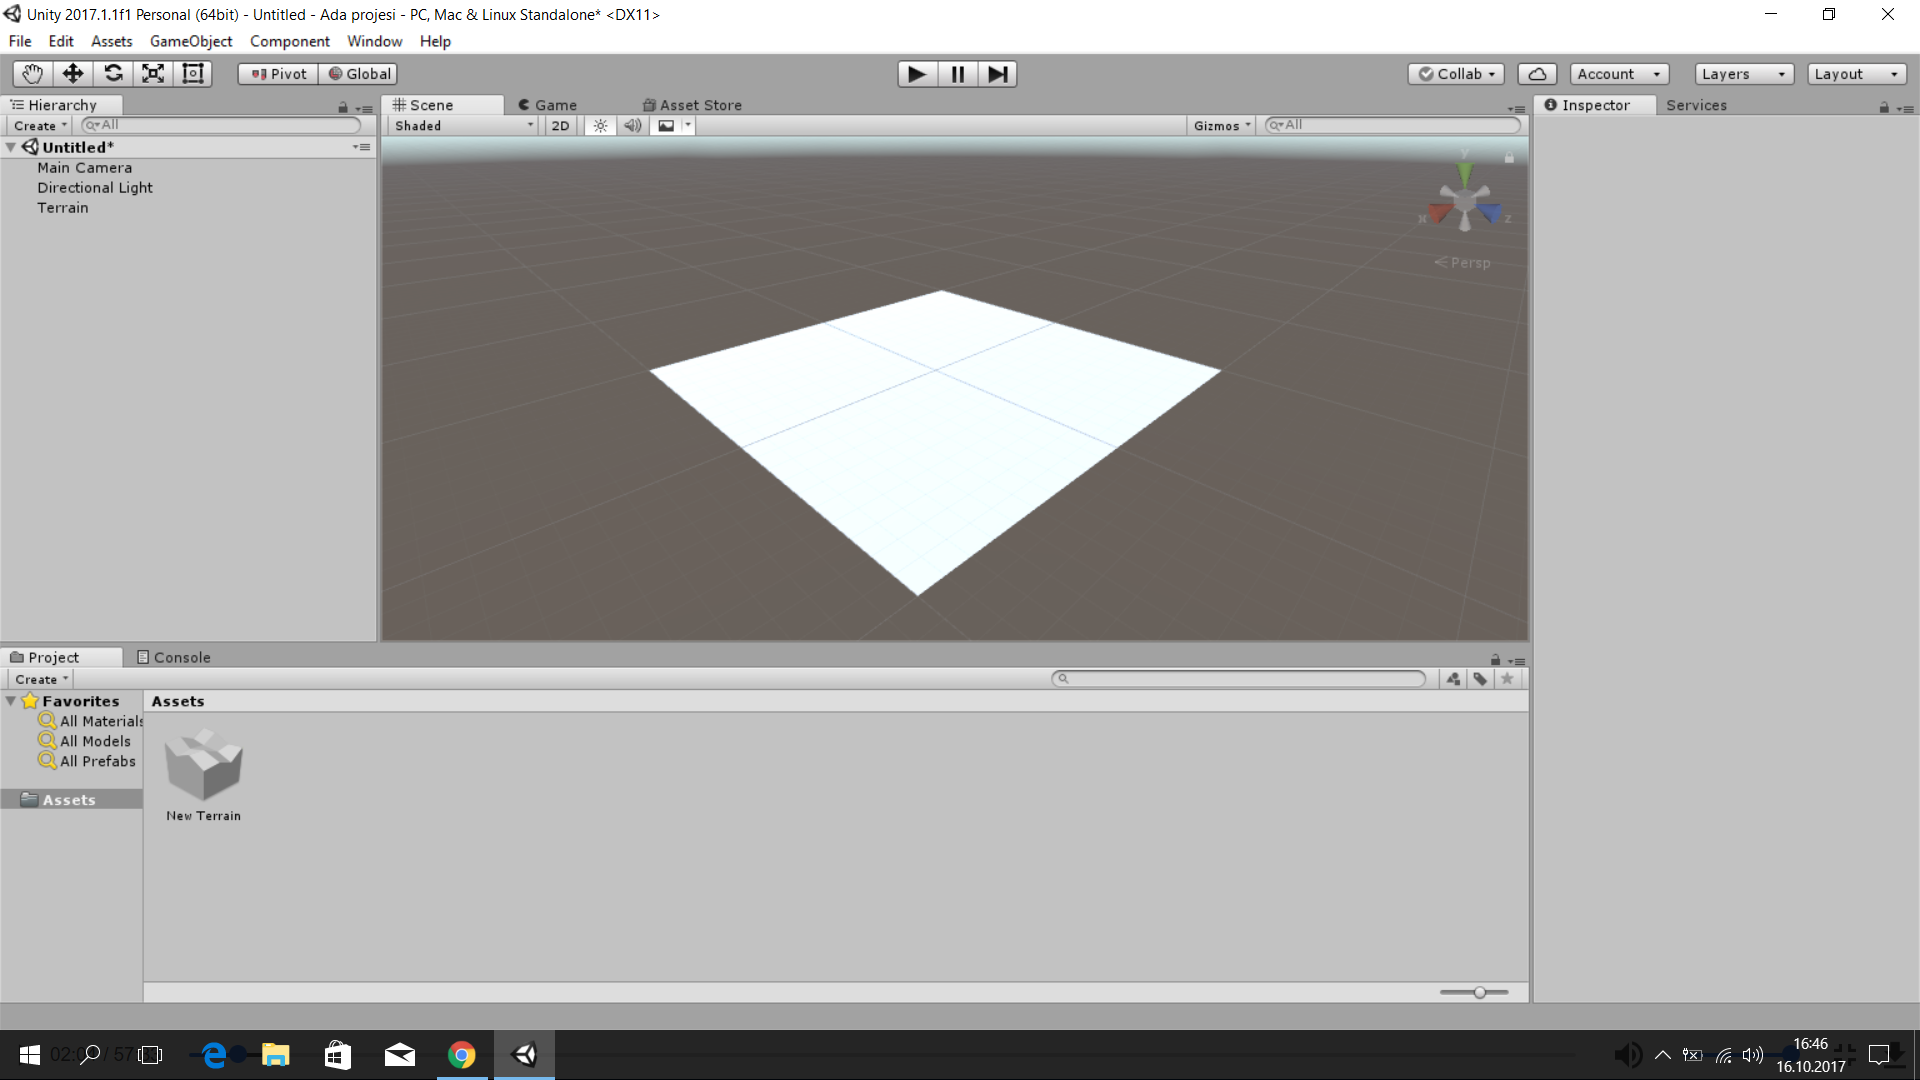 Unity 2017.1.1f1 Personal (64bit) - Untitled - Ada projesi - PC, Mac & Linux Standalone* <DX11>
File Edit Assets GameObject Component Window Help
Pivot Global Collab Account Layers Layout
Hierarchy
Create All
Untitled*
Main Camera
Directional Light
Terrain
Scene Game Asset Store
Shaded 2D Gizmos All
y
x z
Persp
Inspector Services
Project Console
Create
Favorites
All Materials
All Models
All Prefabs
Assets
Assets
New Terrain
16:46
16.10.2017